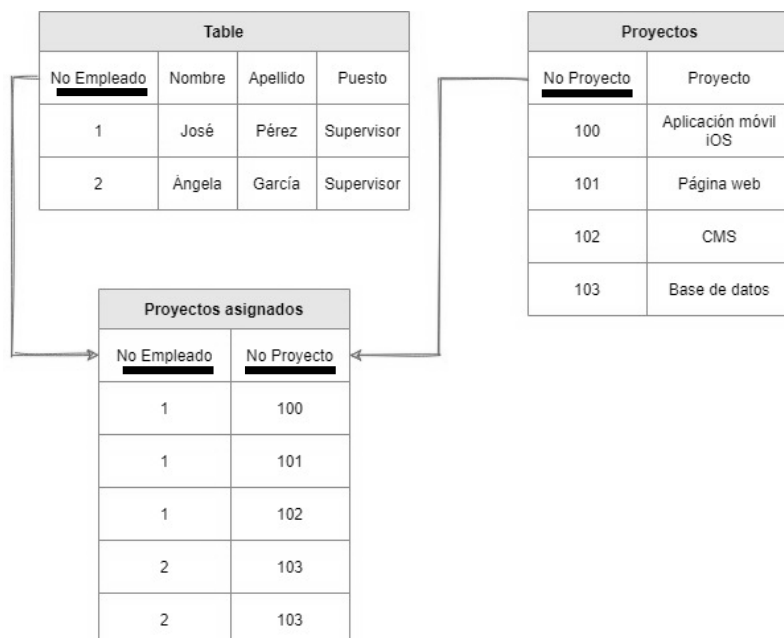 Table
No Empleado Nombre Apellido Puesto
1 José Pérez Supervisor
2 Ángela García Supervisor
Proyectos
No Proyecto Proyecto
100 Aplicación móvil
iOS
101 Página web
102 CMS
103 Base de datos
Proyectos asignados
No Empleado No Proyecto
1 100
1 101
1 102
2 103
2 103